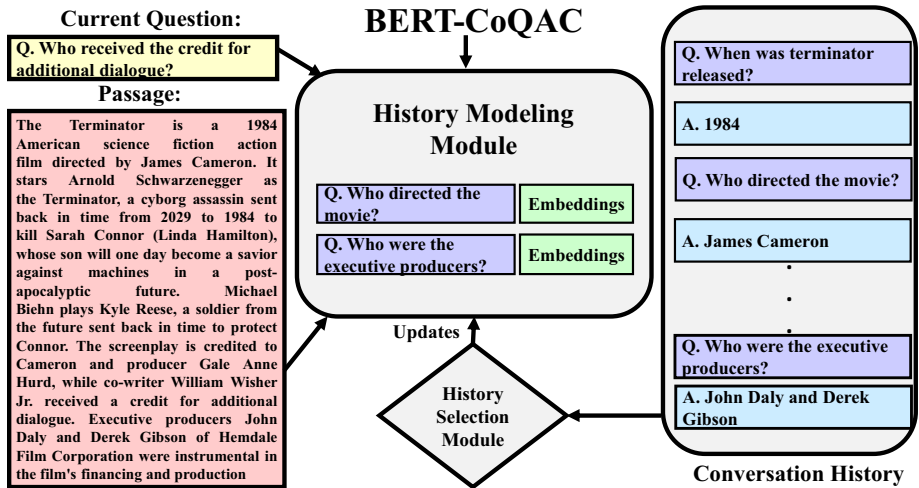 Current Question:
Q. Who received the credit for
additional dialogue?
Passage:
The Terminator is a 1984
American science fiction action
film directed by James Cameron. It
stars Arnold Schwarzenegger as
the Terminator, a cyborg assassin sent
back in time from 2029 to 1984 to
kill Sarah Connor (Linda Hamilton),
whose son will one day become a savior
against machines in a post-
apocalyptic future. Michael
Biehn plays Kyle Reese, a soldier from
the future sent back in time to protect
Connor. The screenplay is credited to
Cameron and producer Gale Anne
Hurd, while co-writer William Wisher
Jr. received a credit for additional
dialogue. Executive producers John
Daly and Derek Gibson of Hemdale
Film Corporation were instrumental in
the film's financing and production
BERT-CoQAC
History Modeling
Module
Q. Who directed the
movie?
Embeddings
Q. Who were the
executive producers?
Embeddings
Updates
History
Selection
Module
Q. When was terminator
released?
A. 1984
Q. Who directed the movie?
A. James Cameron
.
.
.
Q. Who were the executive
producers?
A. John Daly and Derek
Gibson
Conversation History